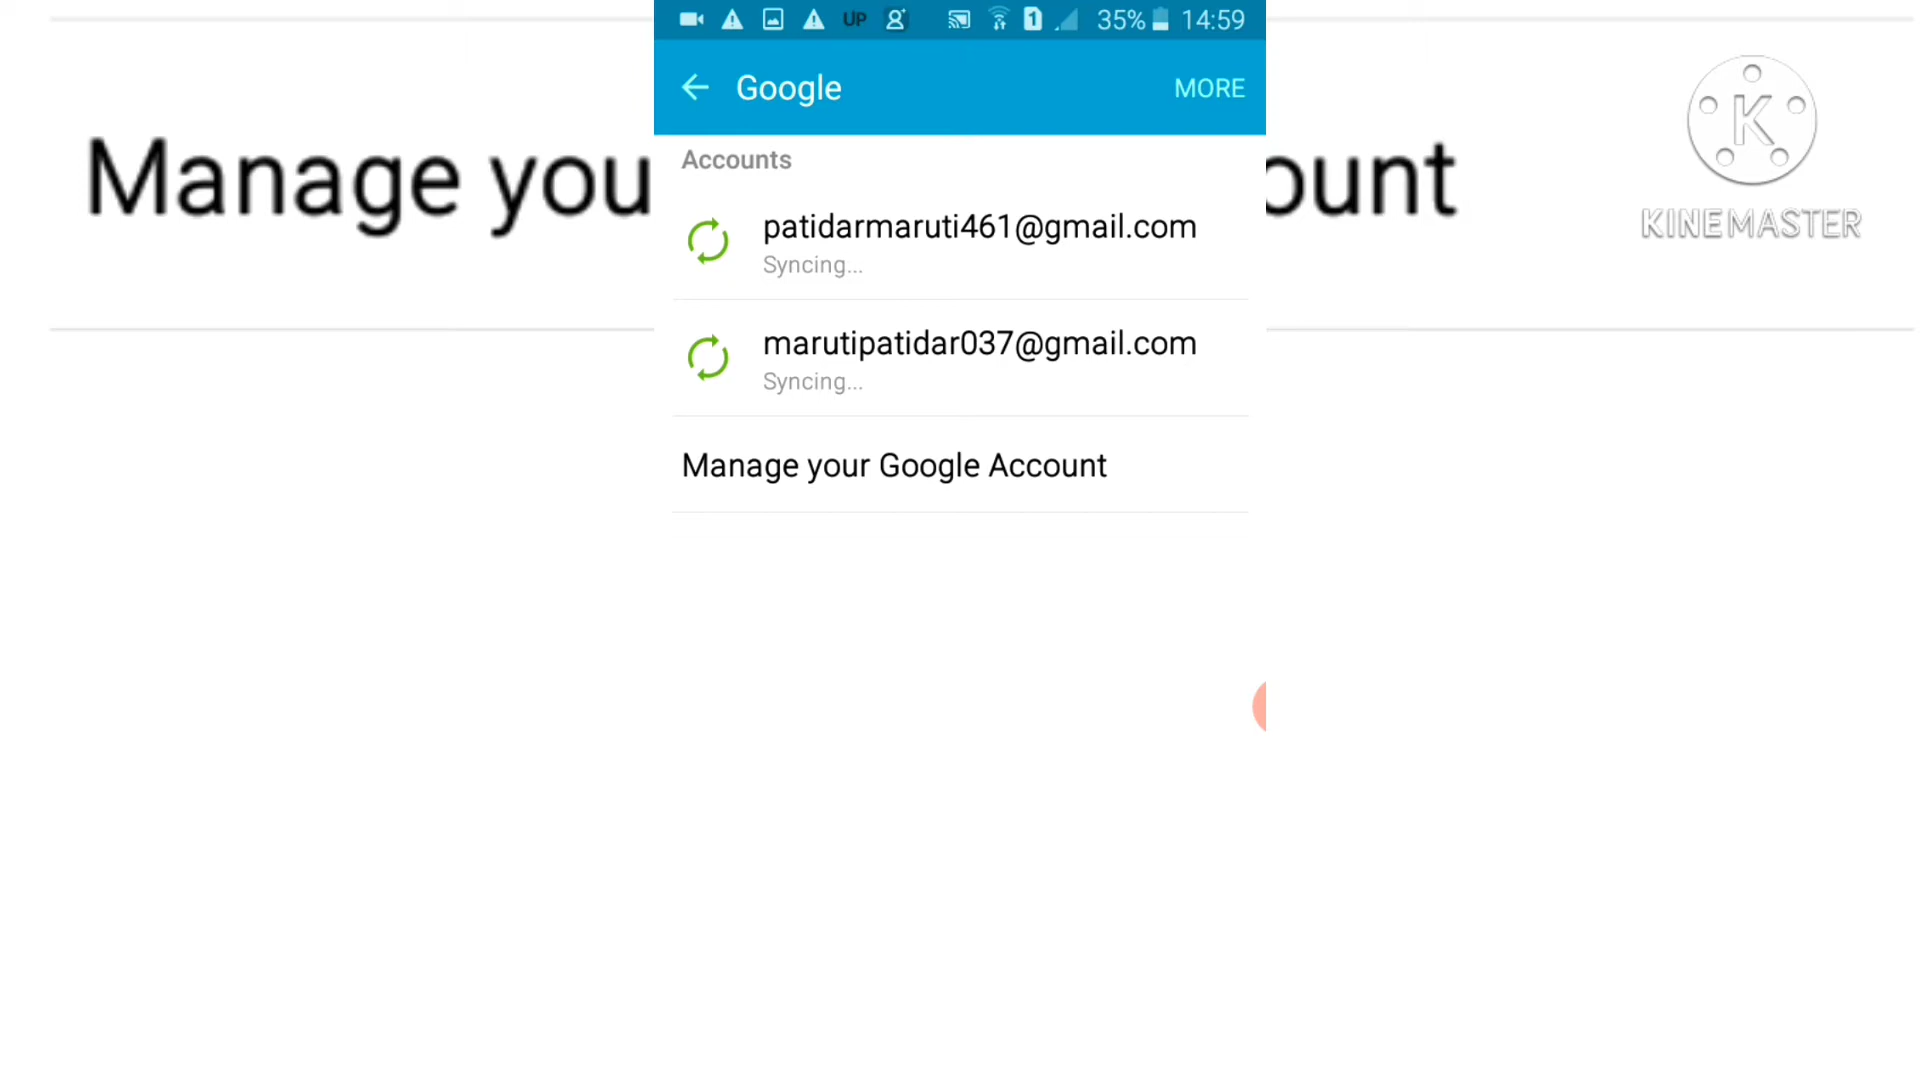 UP 1 35% 14:59
Google MORE
Accounts
Manage you ount
K
KINEMASTER
patidarmaruti461@gmail.com
Syncing...
marutipatidar037@gmail.com
Syncing...
Manage your Google Account